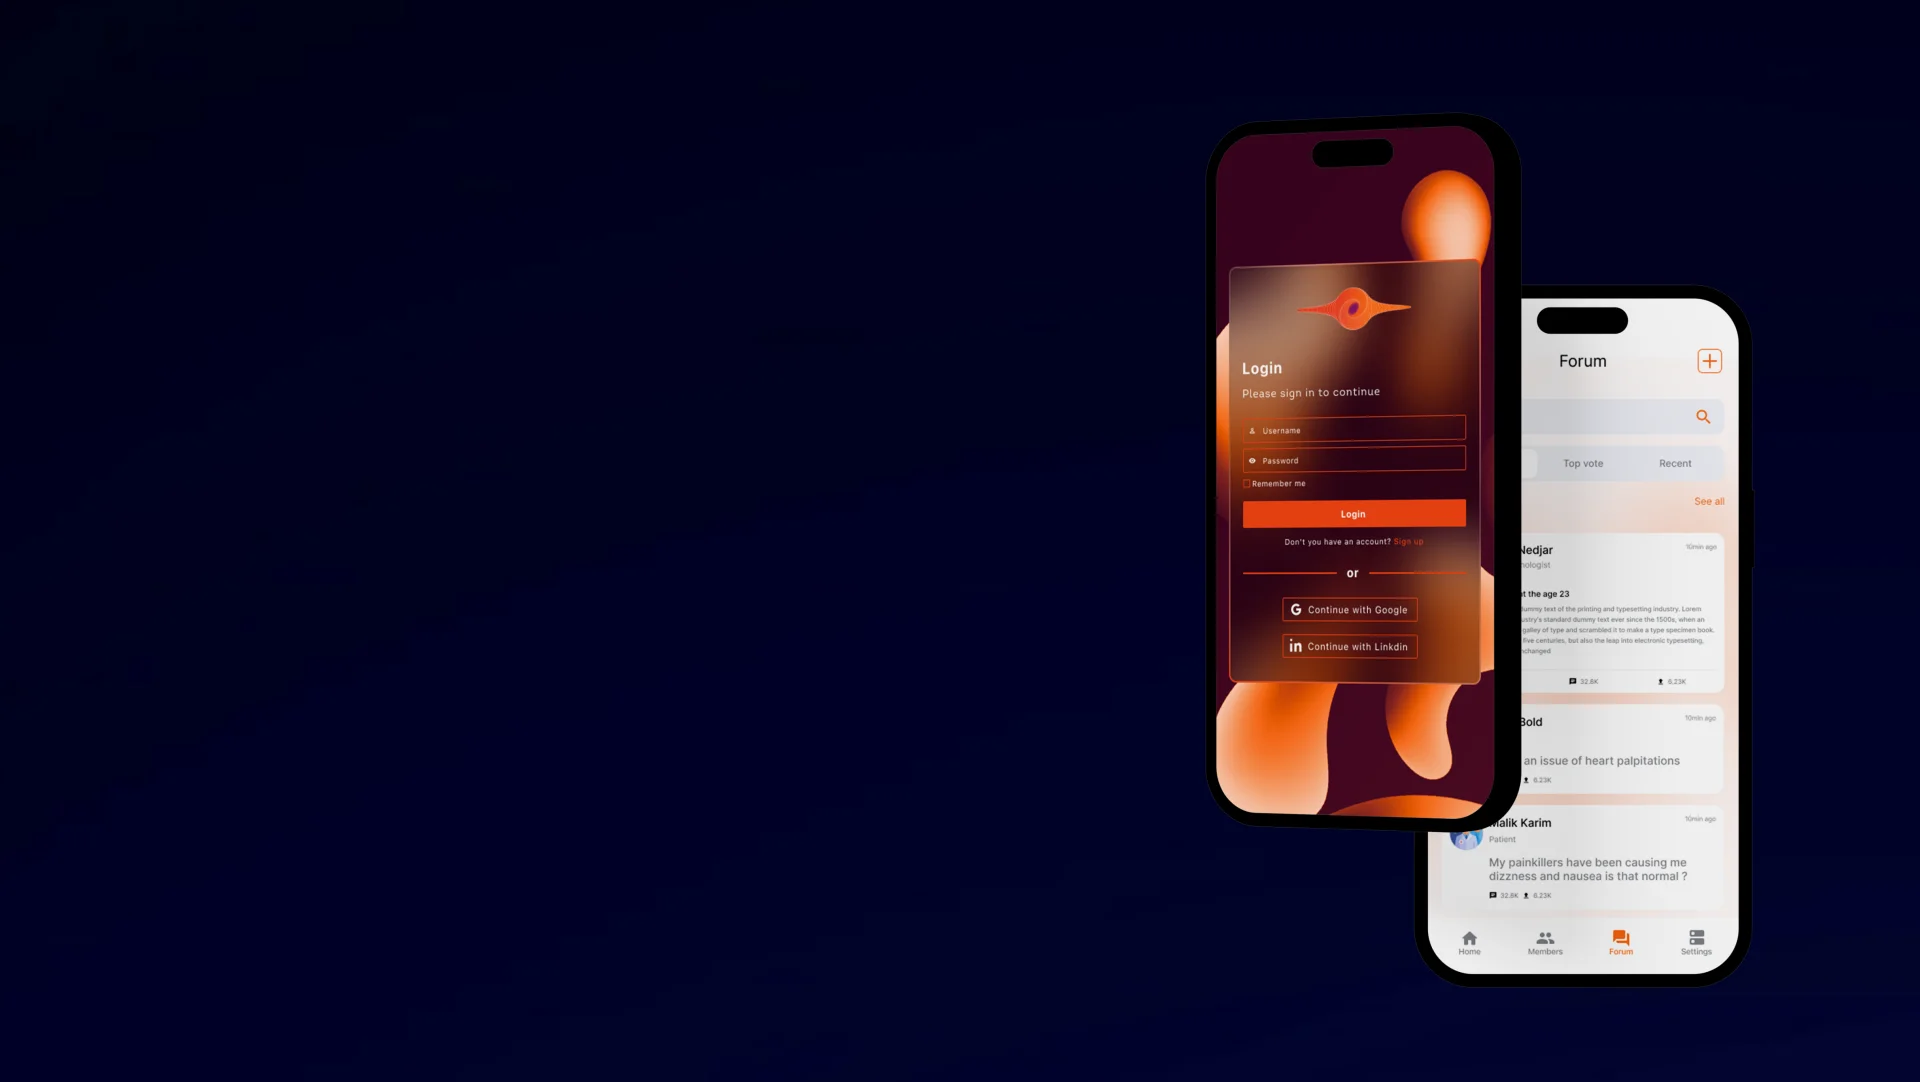 Login
Please sign in to continue
Username
Password
Remember me
Login
Don't you have an account? Sign up
or
Continue with Google
in Continue with Linkdin
Forum
Top vote
Recent
See all
Nedjar
10min ago
hologist
t the age 23
ummy text of the printing and typesetting industry. Lorem
ustry's standard dummy text ever since the 1500s, when an
galley of type and scrambled it to make a type specimen book.
five centuries, but also the leap into electronic typesetting,
nchanged
32.8K
6.23K
Bold
10min ago
an issue of heart palpitations
6.23K
Malik Karim
10min ago
Patient
My painkillers have been causing me
dizzness and nausea is that normal ?
32.8K 6.23K
Home
Members
Forum
Settings